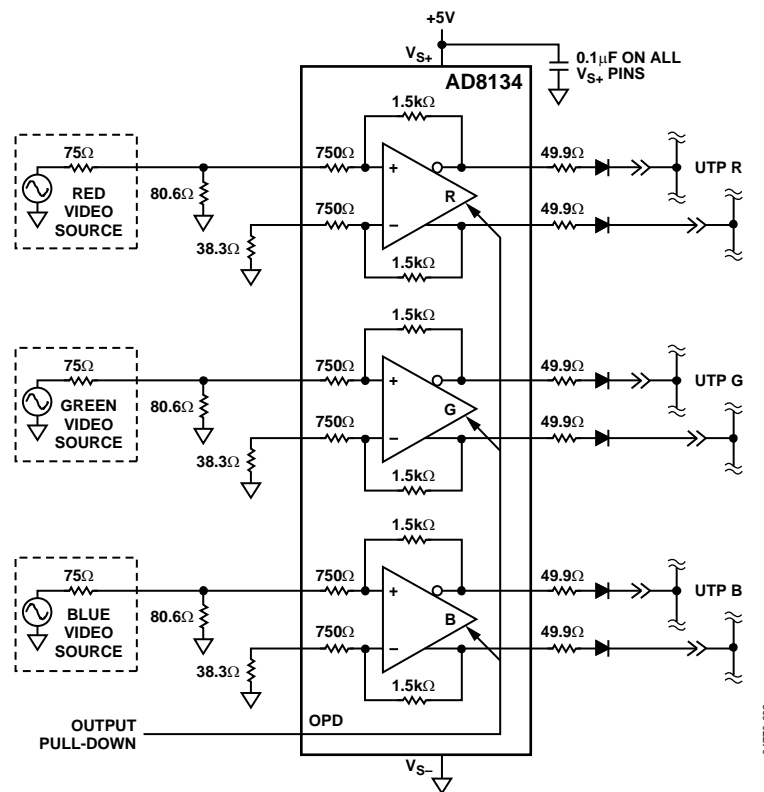 +5V
VS+
0.1μF ON ALL
VS+ PINS
AD8134
1.5kΩ
75Ω
750Ω
49.9Ω
+
UTP R
RED
VIDEO
SOURCE
80.6Ω
R
750Ω
49.9Ω
−
38.3Ω
1.5kΩ
1.5kΩ
75Ω
750Ω
49.9Ω
+
UTP G
GREEN
VIDEO
SOURCE
80.6Ω
G
750Ω
49.9Ω
−
38.3Ω
1.5kΩ
1.5kΩ
75Ω
750Ω
49.9Ω
+
UTP B
BLUE
VIDEO
SOURCE
80.6Ω
B
750Ω
49.9Ω
−
38.3Ω
1.5kΩ
OUTPUT
PULL-DOWN
OPD
VS−